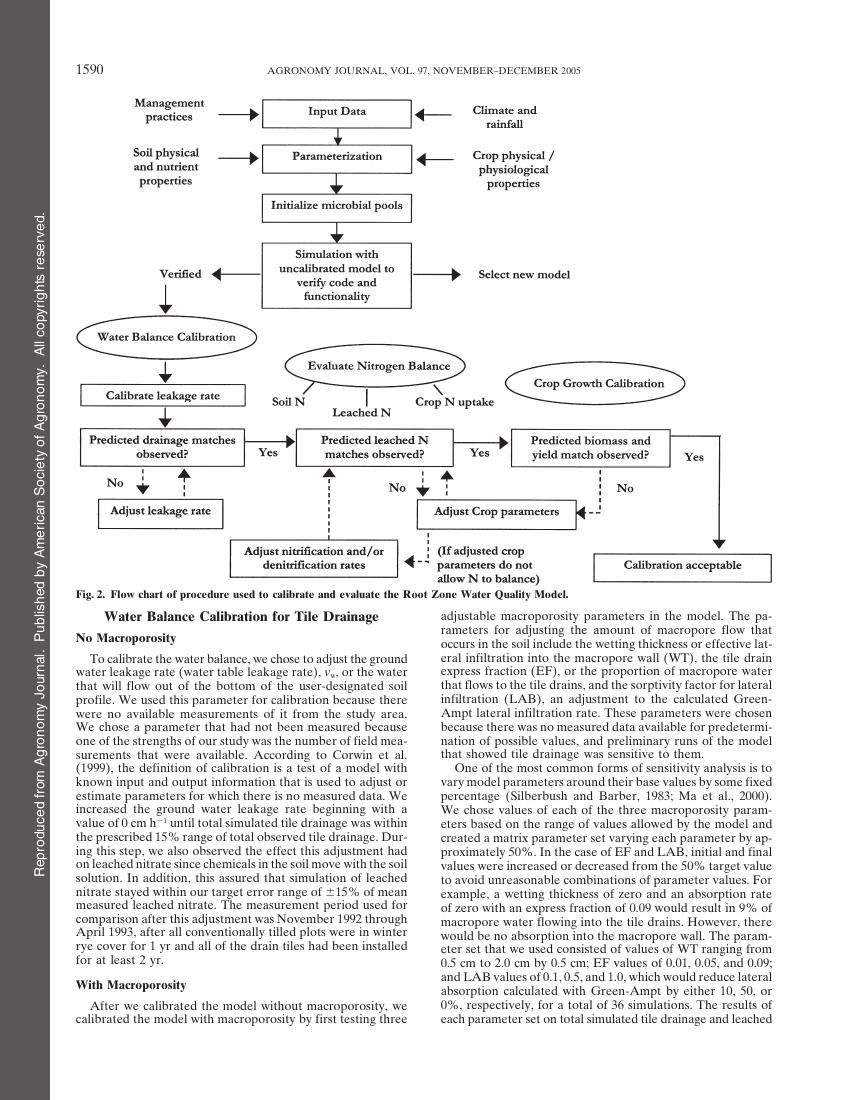 1590
AGRONOMY JOURNAL, VOL. 97, NOVEMBER–DECEMBER 2005
Reproduced from Agronomy Journal. Published by American Society of Agronomy. All copyrights reserved.
Management
practices
Input Data
Climate and
rainfall
Soil physical
and nutrient
properties
Parameterization
Crop physical /
physiological
properties
Initialize microbial pools
Simulation with
uncalibrated model to
verify code and
functionality
Verified
Select new model
Water Balance Calibration
Evaluate Nitrogen Balance
Crop Growth Calibration
Calibrate leakage rate
Soil N
Leached N
Crop N uptake
Predicted drainage matches
observed?
Yes
Predicted leached N
matches observed?
Yes
Predicted biomass and
yield match observed?
Yes
No
No
No
Adjust leakage rate
Adjust Crop parameters
Adjust nitrification and/or
denitrification rates
(If adjusted crop
parameters do not
allow N to balance)
Calibration acceptable
Fig. 2. Flow chart of procedure used to calibrate and evaluate the Root Zone Water Quality Model.
Water Balance Calibration for Tile Drainage
No Macroporosity
To calibrate the water balance, we chose to adjust the ground
water leakage rate (water table leakage rate), vu, or the water
that will flow out of the bottom of the user-designated soil
profile. We used this parameter for calibration because there
were no available measurements of it from the study area.
We chose a parameter that had not been measured because
one of the strengths of our study was the number of field mea-
surements that were available. According to Corwin et al.
(1999), the definition of calibration is a test of a model with
known input and output information that is used to adjust or
estimate parameters for which there is no measured data. We
increased the ground water leakage rate beginning with a
value of 0 cm h⁻¹ until total simulated tile drainage was within
the prescribed 15% range of total observed tile drainage. Dur-
ing this step, we also observed the effect this adjustment had
on leached nitrate since chemicals in the soil move with the soil
solution. In addition, this assured that simulation of leached
nitrate stayed within our target error range of ±15% of mean
measured leached nitrate. The measurement period used for
comparison after this adjustment was November 1992 through
April 1993, after all conventionally tilled plots were in winter
rye cover for 1 yr and all of the drain tiles had been installed
for at least 2 yr.
With Macroporosity
After we calibrated the model without macroporosity, we
calibrated the model with macroporosity by first testing three
adjustable macroporosity parameters in the model. The pa-
rameters for adjusting the amount of macropore flow that
occurs in the soil include the wetting thickness or effective lat-
eral infiltration into the macropore wall (WT), the tile drain
express fraction (EF), or the proportion of macropore water
that flows to the tile drains, and the sorptivity factor for lateral
infiltration (LAB), an adjustment to the calculated Green-
Ampt lateral infiltration rate. These parameters were chosen
because there was no measured data available for predetermi-
nation of possible values, and preliminary runs of the model
that showed tile drainage was sensitive to them.
One of the most common forms of sensitivity analysis is to
vary model parameters around their base values by some fixed
percentage (Silberbush and Barber, 1983; Ma et al., 2000).
We chose values of each of the three macroporosity param-
eters based on the range of values allowed by the model and
created a matrix parameter set varying each parameter by ap-
proximately 50%. In the case of EF and LAB, initial and final
values were increased or decreased from the 50% target value
to avoid unreasonable combinations of parameter values. For
example, a wetting thickness of zero and an absorption rate
of zero with an express fraction of 0.09 would result in 9% of
macropore water flowing into the tile drains. However, there
would be no absorption into the macropore wall. The param-
eter set that we used consisted of values of WT ranging from
0.5 cm to 2.0 cm by 0.5 cm; EF values of 0.01, 0.05, and 0.09;
and LAB values of 0.1, 0.5, and 1.0, which would reduce lateral
absorption calculated with Green-Ampt by either 10, 50, or
0%, respectively, for a total of 36 simulations. The results of
each parameter set on total simulated tile drainage and leached